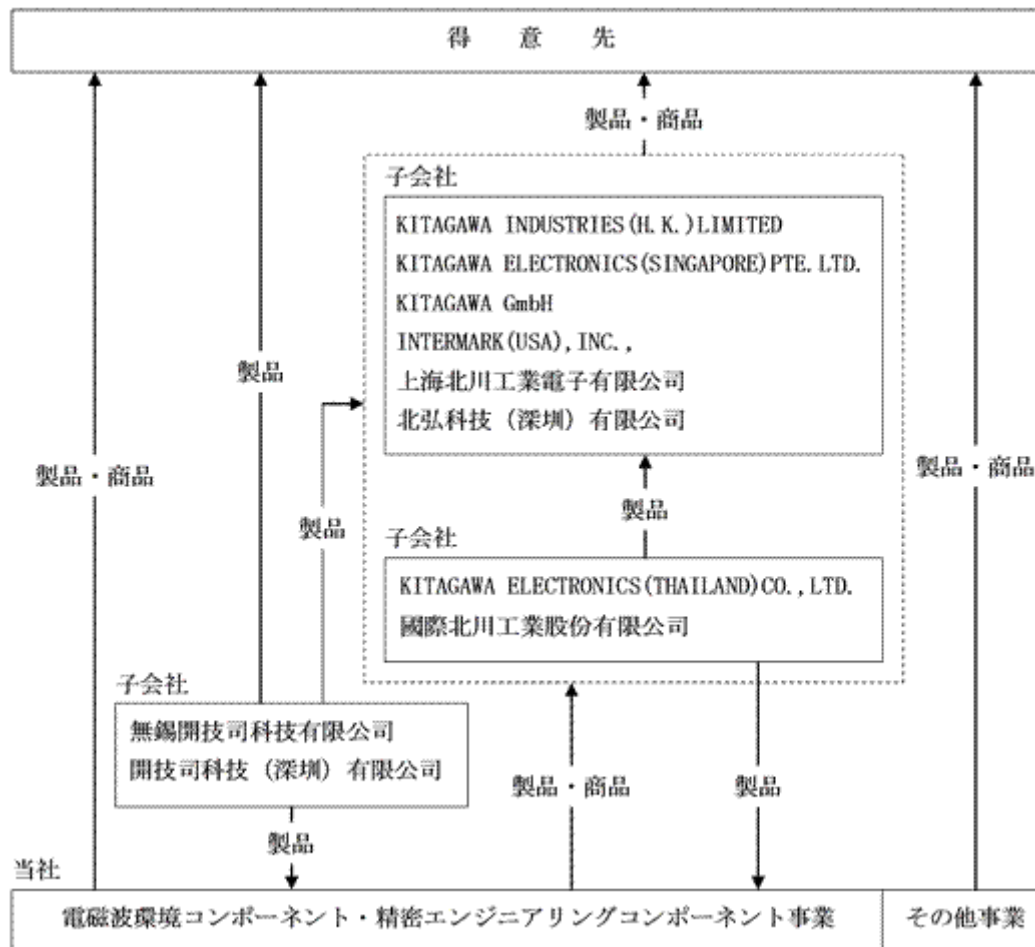 得 意 先
製品・商品
子会社
KITAGAWA INDUSTRIES(H.K.)LIMITED
KITAGAWA ELECTRONICS(SINGAPORE)PTE.LTD.
KITAGAWA GmbH
INTERMARK(USA),INC.,
上海北川工業電子有限公司
北弘科技（深圳）有限公司
製品
製品・商品
製品・商品
製品
製品
子会社
KITAGAWA ELECTRONICS(THAILAND)CO.,LTD.
國際北川工業股份有限公司
子会社
無錫開技司科技有限公司
開技司科技（深圳）有限公司
製品・商品
製品
製品
当社
電磁波環境コンポーネント・精密エンジニアリングコンポーネント事業
その他事業